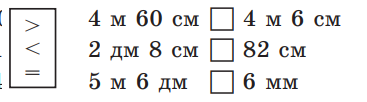 > 4 м 60 см □ 4 м 6 см
< 2 дм 8 см □ 82 см
= 5 м 6 дм □ 6 мм